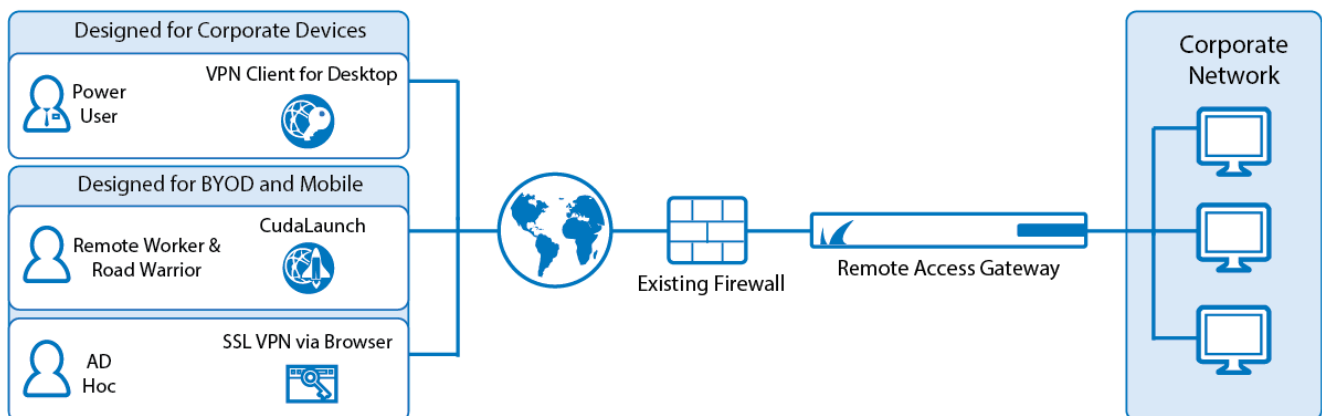 Designed for Corporate Devices
VPN Client for Desktop
Power
User
Designed for BYOD and Mobile
CudaLaunch
Remote Worker &
Road Warrior
SSL VPN via Browser
AD
Hoc
Existing Firewall
Remote Access Gateway
Corporate
Network